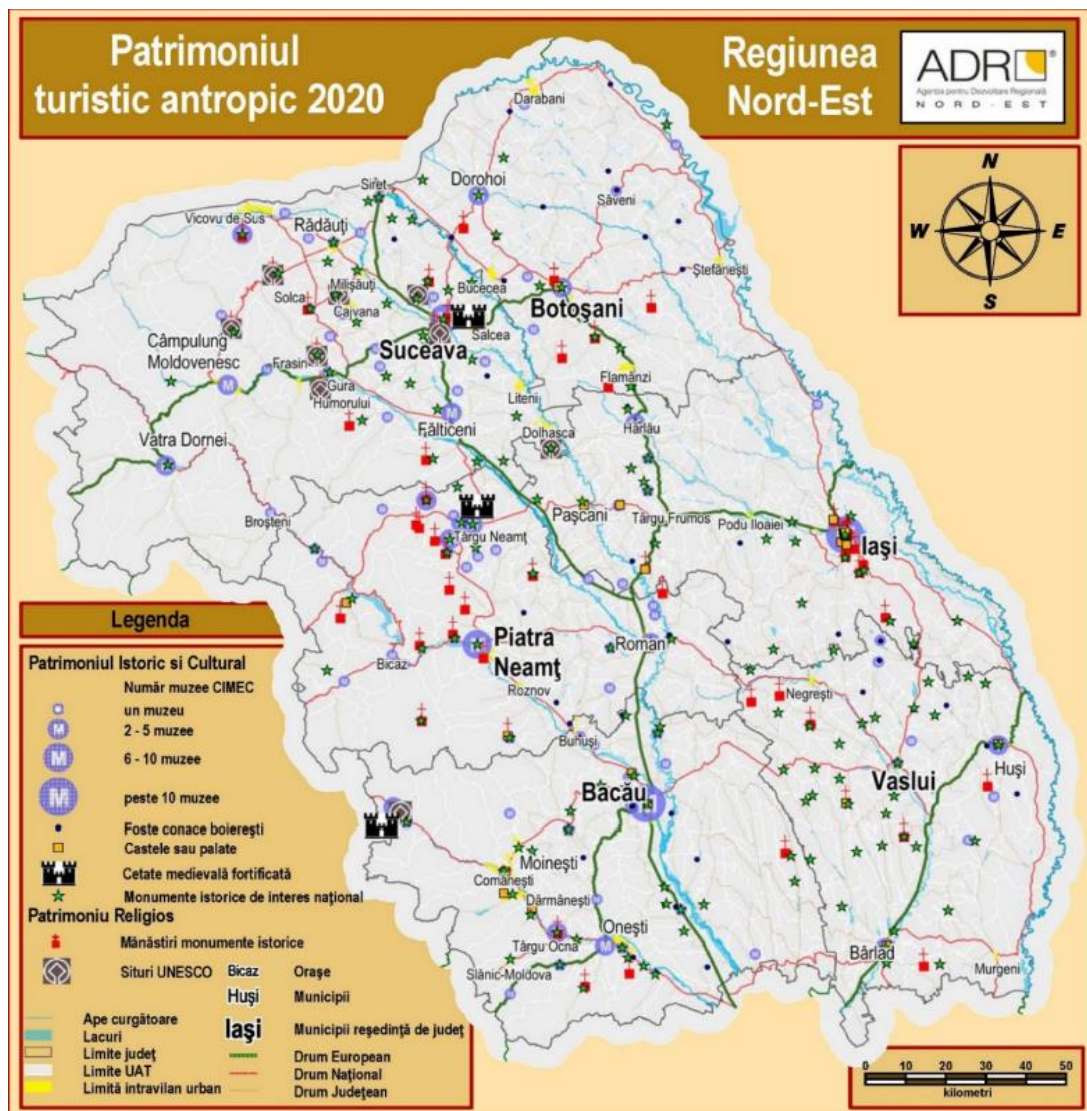 Patrimoniul
turistic antropic 2020
Regiunea
Nord-Est
ADR
Agenția pentru Dezvoltare Regională
NORD-EST
N
W E
S
Darabani
Siret
Dorohoi
Săveni
Vicovu de Sus
Rădăuți
Ștefănești
Solca
Milișăuți
Cajvana
Bucecea
Botoșani
Salcea
Câmpulung
Moldovenesc
Suceava
Frasin
Gura
Humorului
Flamânzi
Liteni
Fălticeni
Dolhasca
Hârlău
Vatra Dornei
Broșteni
Pașcani
Târgu Frumos
Podu Iloaiei
Târgu Neamț
Iași
Bicaz
Piatra
Neamț
Roman
Roznov
Negrești
Buhuși
Huși
Bacău
Vaslui
Moinești
Comănești
Dărmănești
Onești
Târgu Ocna
Slănic-Moldova
Bârlad
Murgeni
Legenda
Patrimoniul Istoric si Cultural
Număr muzee CIMEC
un muzeu
M 2 - 5 muzee
M 6 - 10 muzee
M peste 10 muzee
Foste conace boierești
Castele sau palate
Cetate medievală fortificată
Monumente istorice de interes național
Patrimoniu Religios
Mănăstiri monumente istorice
Situri UNESCO
Bicaz Orașe
Huși Municipii
Iași Municipii reședință de județ
Ape curgătoare
Lacuri
Limite județ
Limite UAT
Limită intravilan urban
Drum European
Drum Național
Drum Județean
0 10 20 30 40 50
kilometri